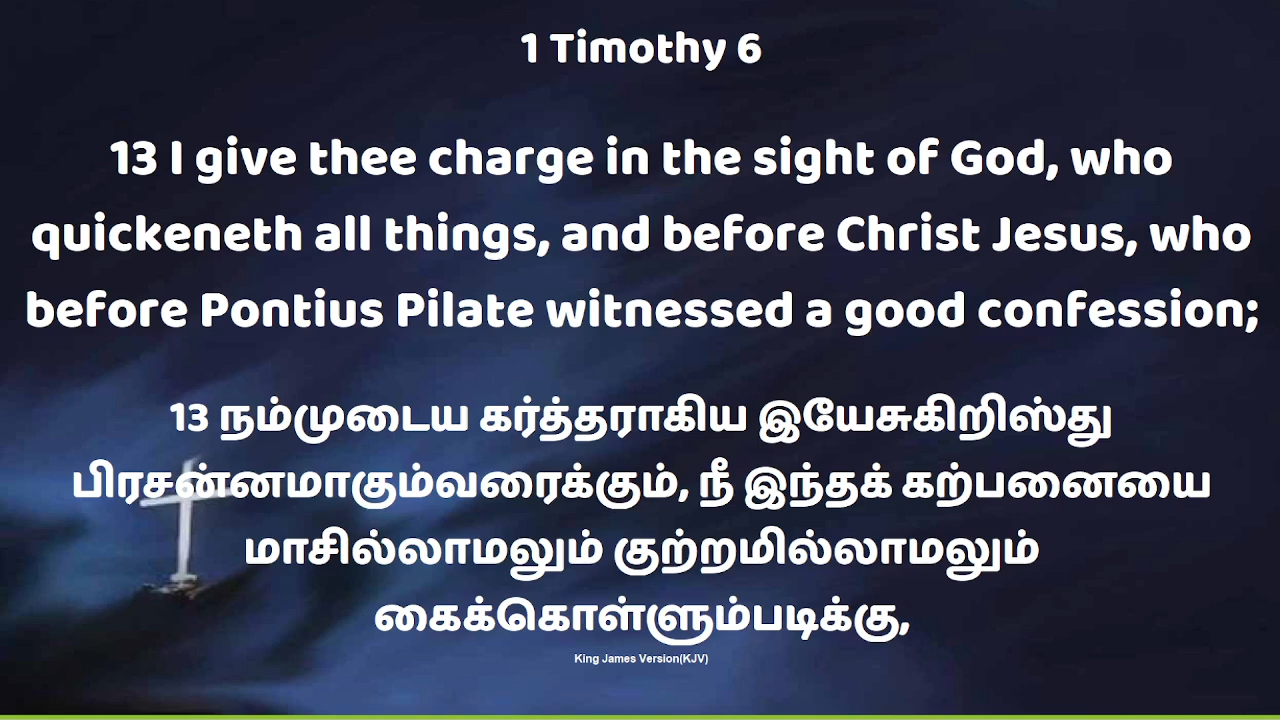 1 Timothy 6
13 I give thee charge in the sight of God, who
quickeneth all things, and before Christ Jesus, who
before Pontius Pilate witnessed a good confession;
13 நம்முடைய கர்த்தராகிய இயேசுகிறிஸ்து
பிரசன்னமாகும்வரைக்கும், நீ இந்தக் கற்பனையை
மாசில்லாமலும் குற்றமில்லாமலும்
கைக்கொள்ளும்படிக்கு,
King James Version(KJV)